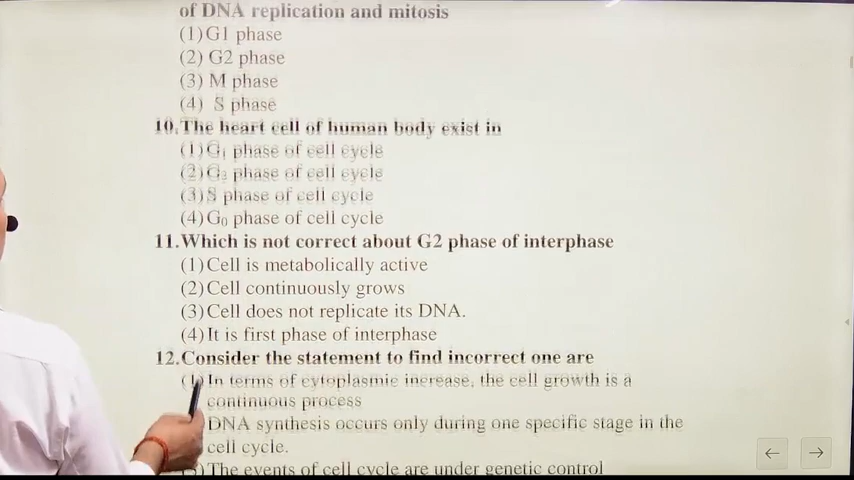 of DNA replication and mitosis
(1)G1 phase
(2) G2 phase
(3) M phase
(4) S phase
10.The heart cell of human body exist in
(1)G₁ phase of cell cycle
(2)G₂ phase of cell cycle
(3)S phase of cell cycle
(4)G₀ phase of cell cycle
11.Which is not correct about G2 phase of interphase
(1)Cell is metabolically active
(2)Cell continuously grows
(3)Cell does not replicate its DNA.
(4)It is first phase of interphase
12.Consider the statement to find incorrect one are
(1)In terms of cytoplasmic increase, the cell growth is a
continuous process
DNA synthesis occurs only during one specific stage in the
cell cycle.
(3)The events of cell cycle are under genetic control